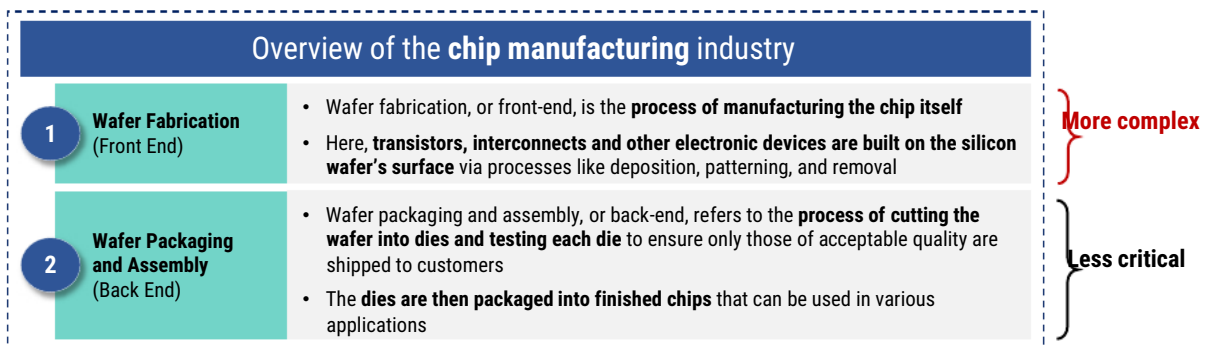 Overview of the chip manufacturing industry
1
Wafer Fabrication
(Front End)
• Wafer fabrication, or front-end, is the process of manufacturing the chip itself
• Here, transistors, interconnects and other electronic devices are built on the silicon
wafer's surface via processes like deposition, patterning, and removal
More complex
2
Wafer Packaging
and Assembly
(Back End)
• Wafer packaging and assembly, or back-end, refers to the process of cutting the
wafer into dies and testing each die to ensure only those of acceptable quality are
shipped to customers
• The dies are then packaged into finished chips that can be used in various
applications
Less critical